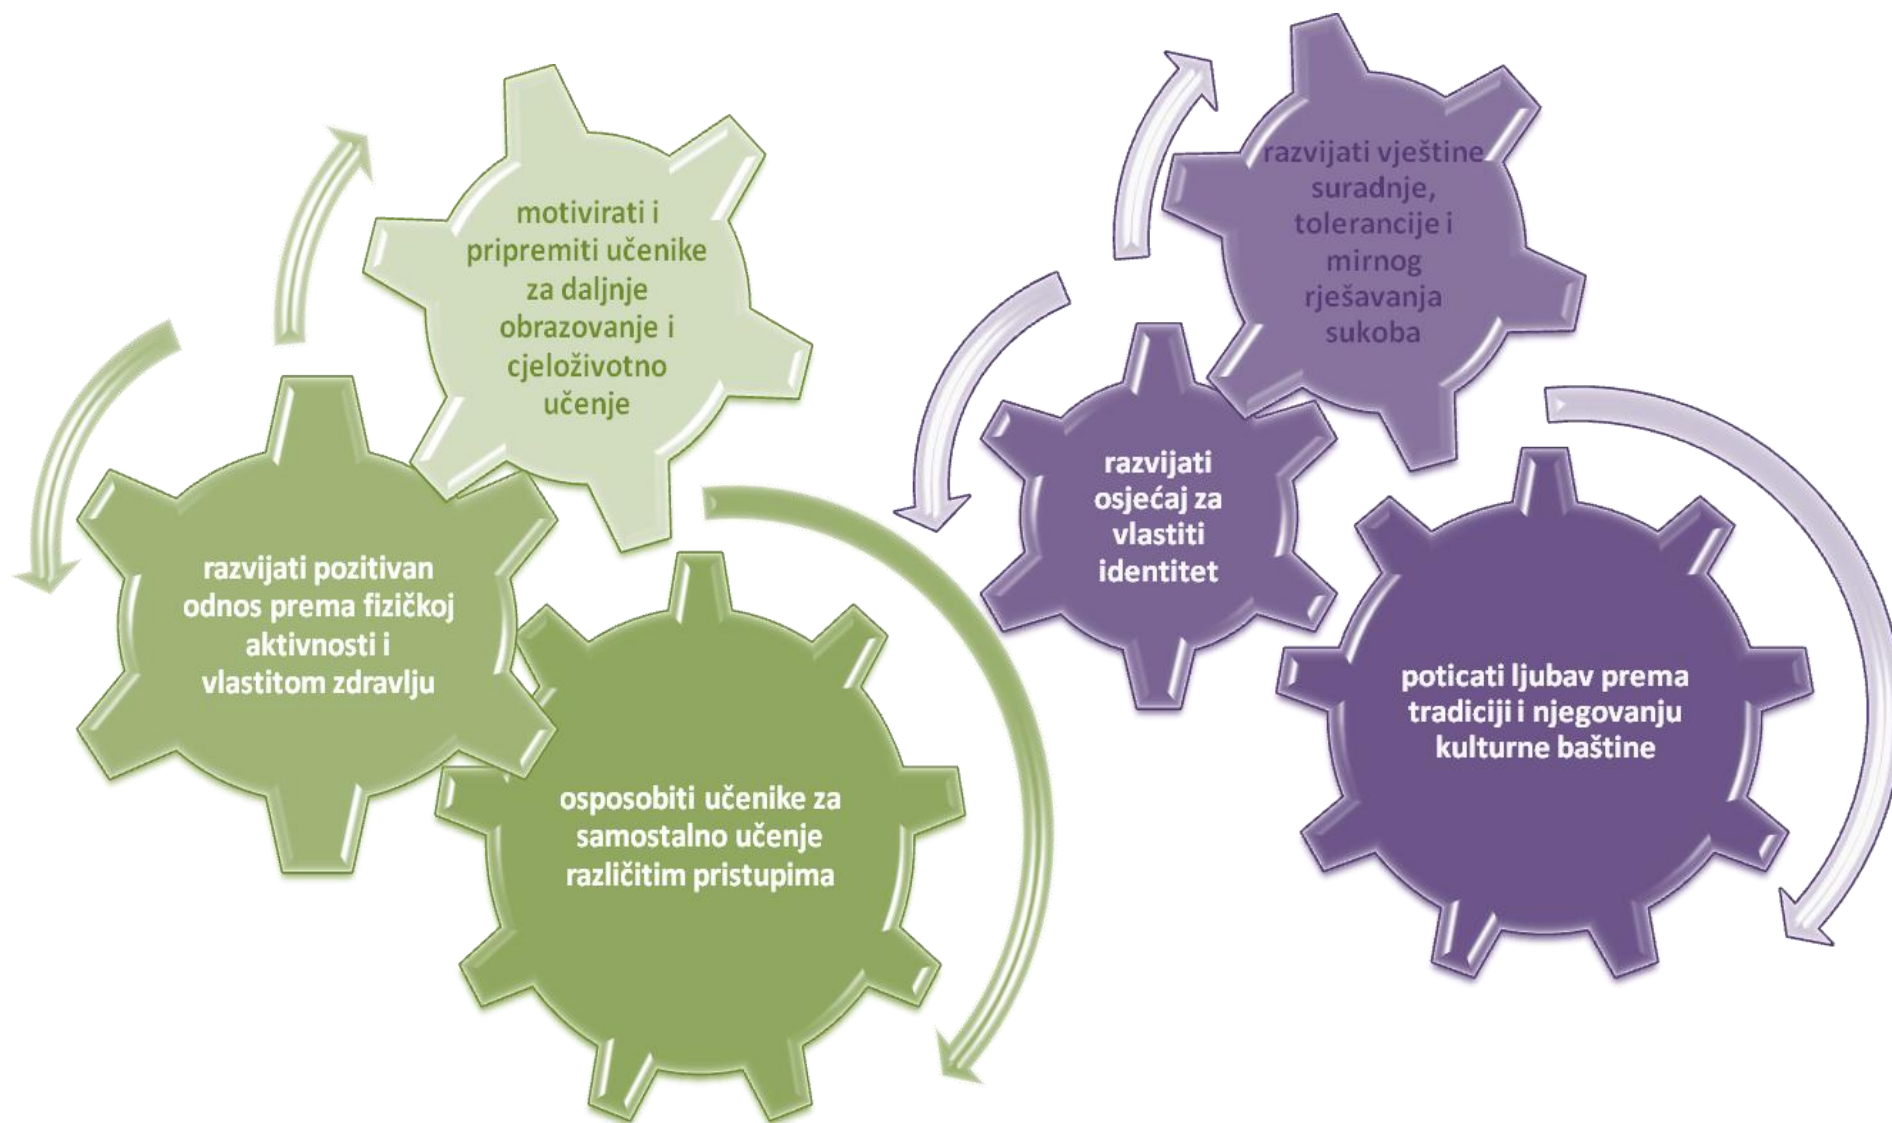 motivirati i
pripremiti učenike
za daljnje
obrazovanje i
cjeloživotno
učenje
razvijati pozitivan
odnos prema fizičkoj
aktivnosti i
vlastitom zdravlju
osposobiti učenike za
samostalno učenje
različitim pristupima
razvijati vještine
suradnje,
tolerancije i
mirnog
rješavanja
sukoba
razvijati
osjećaj za
vlastiti
identitet
poticati ljubav prema
tradiciji i njegovanju
kulturne baštine